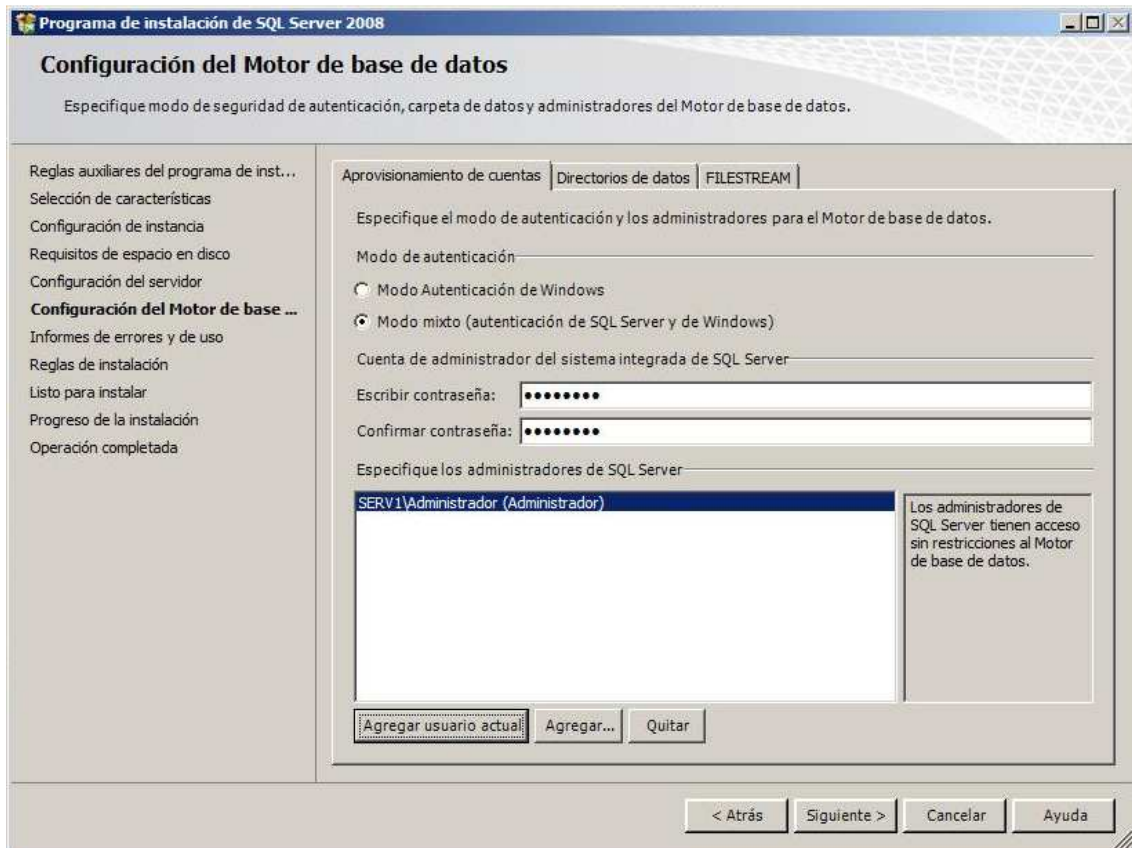 Programa de instalación de SQL Server 2008
Configuración del Motor de base de datos
Especifique modo de seguridad de autenticación, carpeta de datos y administradores del Motor de base de datos.
Reglas auxiliares del programa de inst...
Selección de características
Configuración de instancia
Requisitos de espacio en disco
Configuración del servidor
Configuración del Motor de base ...
Informes de errores y de uso
Reglas de instalación
Listo para instalar
Progreso de la instalación
Operación completada
Aprovisionamiento de cuentas
Directorios de datos
FILESTREAM
Especifique el modo de autenticación y los administradores para el Motor de base de datos.
Modo de autenticación
Modo Autenticación de Windows
Modo mixto (autenticación de SQL Server y de Windows)
Cuenta de administrador del sistema integrada de SQL Server
Escribir contraseña: ●●●●●●●●
Confirmar contraseña: ●●●●●●●●
Especifique los administradores de SQL Server
SERV1\Administrador (Administrador)
Los administradores de
SQL Server tienen acceso
sin restricciones al Motor
de base de datos.
Agregar usuario actual
Agregar...
Quitar
< Atrás
Siguiente >
Cancelar
Ayuda